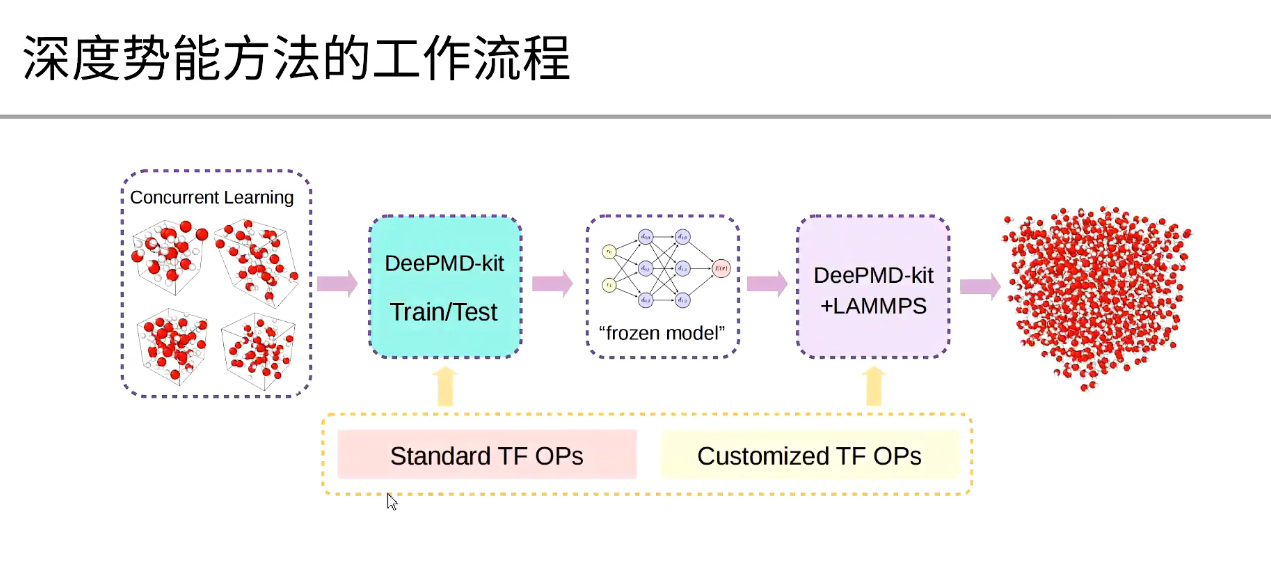 深度势能方法的工作流程
Concurrent Learning
DeePMD-kit
Train/Test
“frozen model”
DeePMD-kit
+LAMMPS
Standard TF OPs
Customized TF OPs